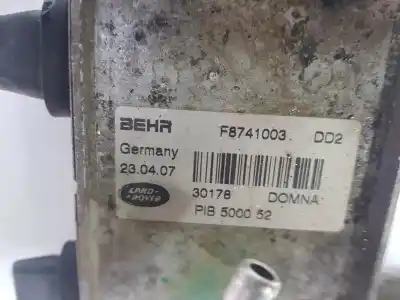 BEHR F8741003. DD2
Germany
23.04.07
LAND-
ROVER
30178 DOMNA
PIB 5000 52